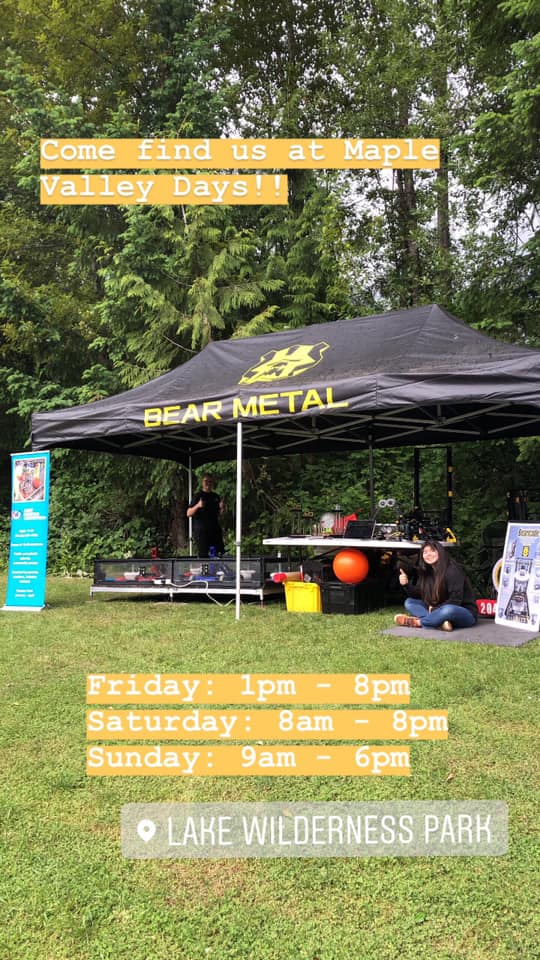 Come find us at Maple
Valley Days!!
BEAR METAL
Friday: 1pm - 8pm
Saturday: 8am - 8pm
Sunday: 9am - 6pm
LAKE WILDERNESS PARK